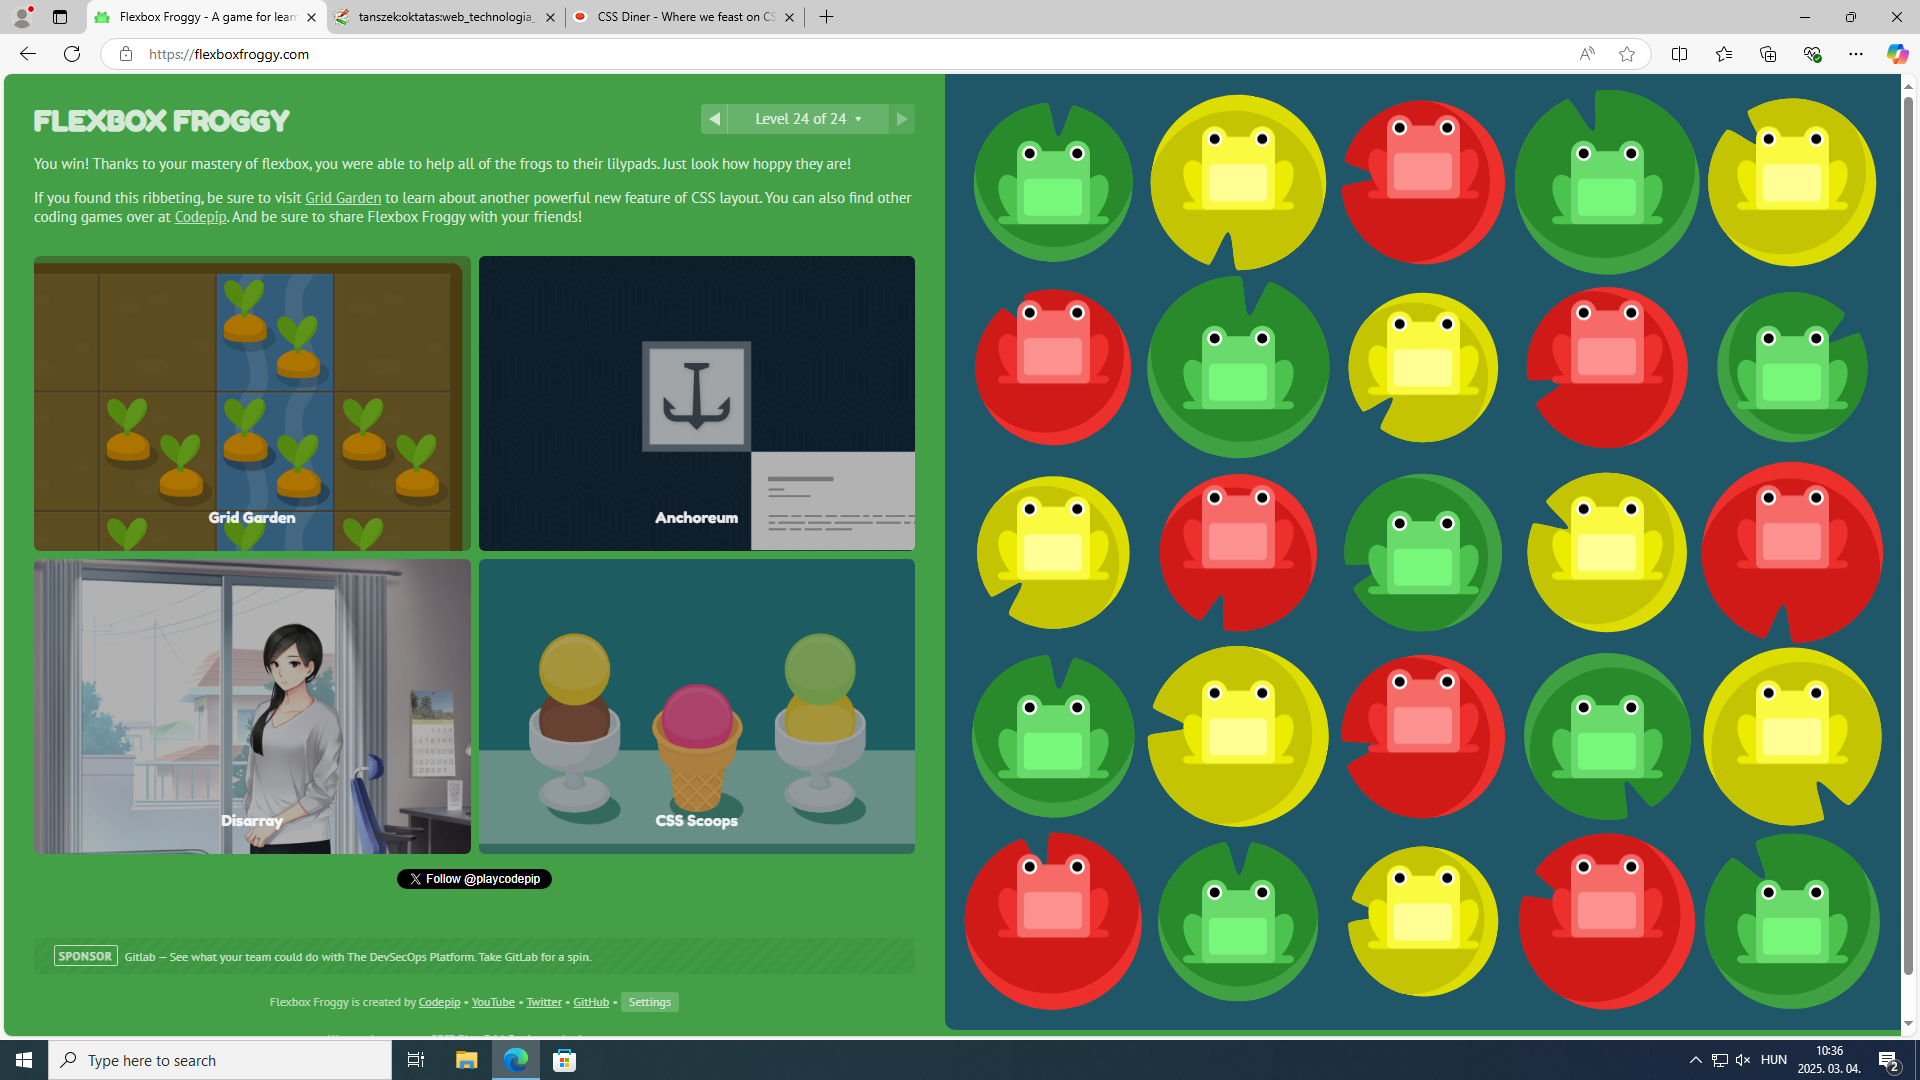 Flexbox Froggy - A game for lear
tanszek:oktatas:web_technologia_
CSS Diner - Where we feast on CS
https://flexboxfroggy.com
FLEXBOX FROGGY
Level 24 of 24
You win! Thanks to your mastery of flexbox, you were able to help all of the frogs to their lilypads. Just look how hoppy they are!
If you found this ribbeting, be sure to visit Grid Garden to learn about another powerful new feature of CSS layout. You can also find other
coding games over at Codepip. And be sure to share Flexbox Froggy with your friends!
Grid Garden
Anchoreum
Disarray
CSS Scoops
Follow @playcodepip
SPONSOR Gitlab — See what your team could do with The DevSecOps Platform. Take GitLab for a spin.
Flexbox Froggy is created by Codepip • YouTube • Twitter • GitHub • Settings
Type here to search
HUN
10:36
2025. 03. 04.
2